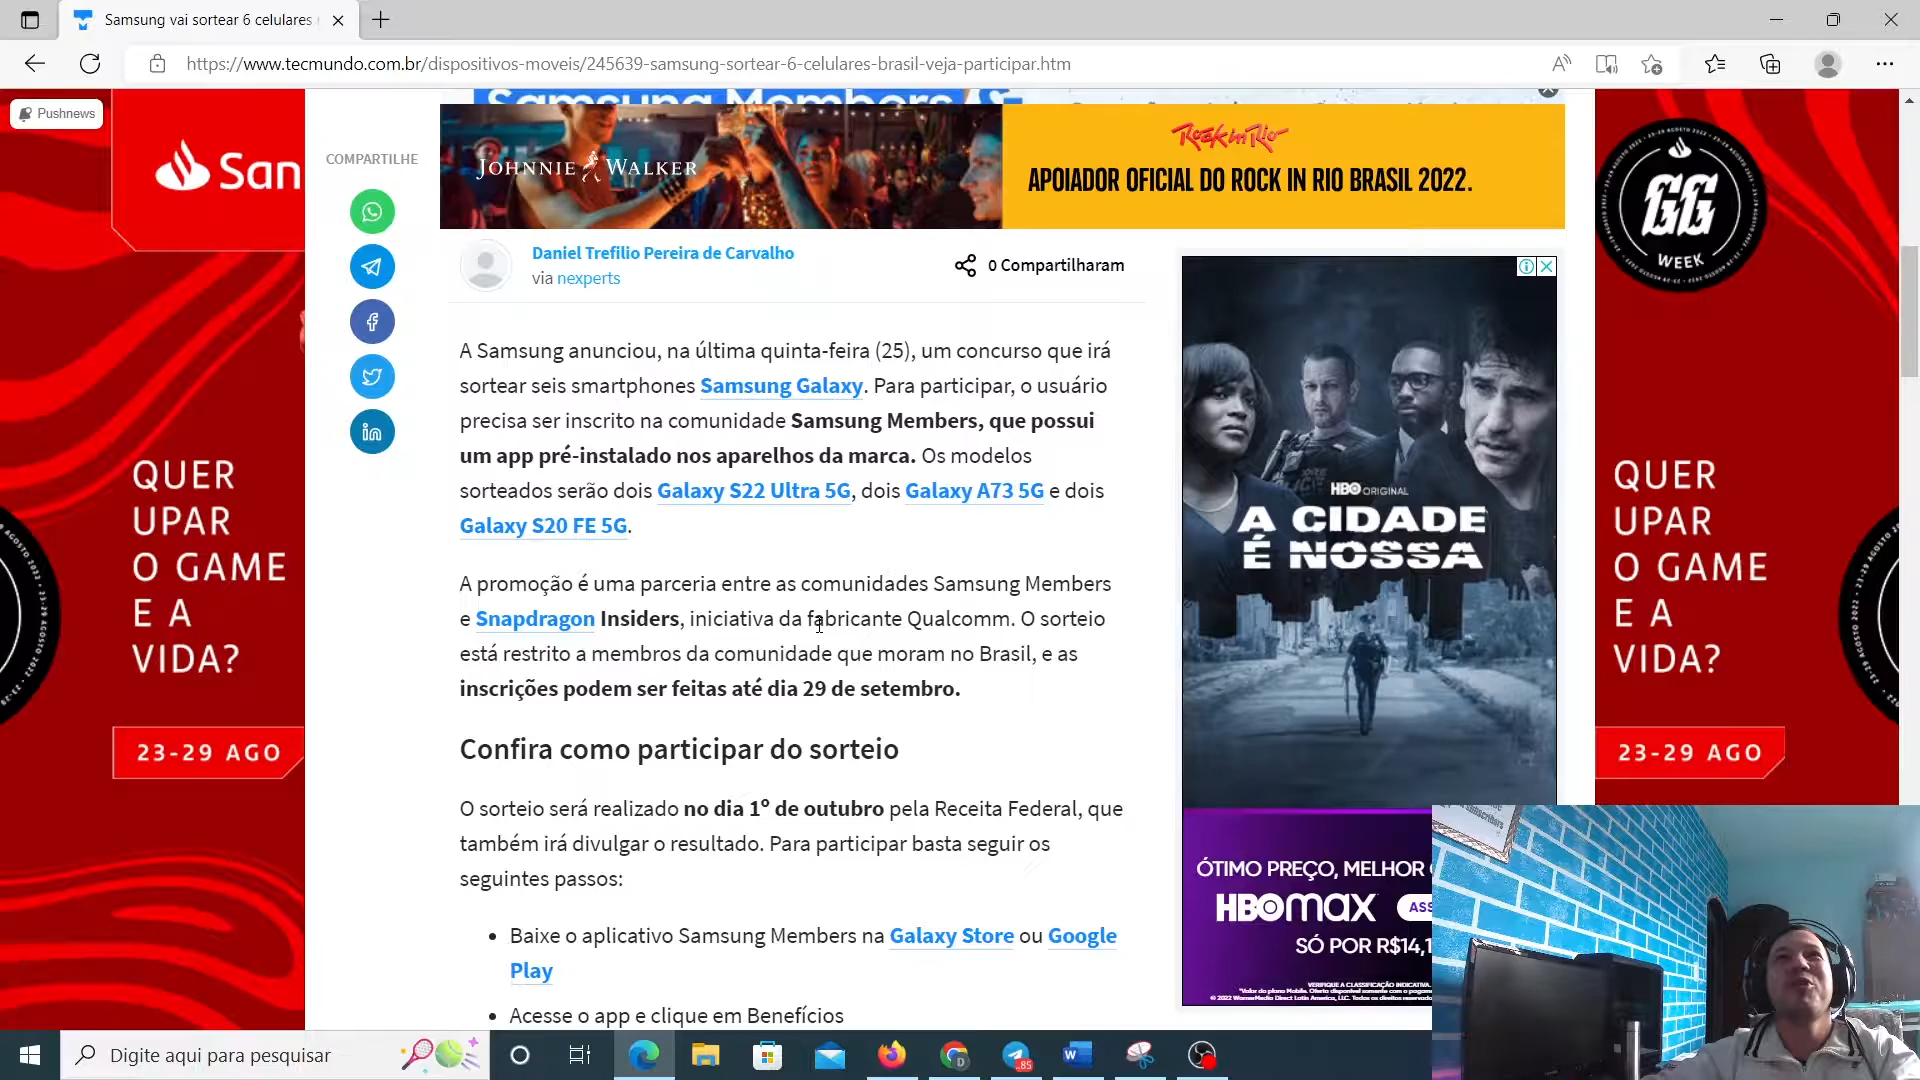 Samsung vai sortear 6 celulares
https://www.tecmundo.com.br/dispositivos-moveis/245639-samsung-sortear-6-celulares-brasil-veja-participar.htm
Pushnews
San
QUER
UPAR
O GAME
E A
VIDA?
23-29 AGO
COMPARTILHE
Samsung Members
JOHNNIE WALKER
Rock in Rio
APOIADOR OFICIAL DO ROCK IN RIO BRASIL 2022.
Daniel Trefilio Pereira de Carvalho
via nexperts
0 Compartilharam
A Samsung anunciou, na última quinta-feira (25), um concurso que irá
sortear seis smartphones Samsung Galaxy. Para participar, o usuário
precisa ser inscrito na comunidade Samsung Members, que possui
um app pré-instalado nos aparelhos da marca. Os modelos
sorteados serão dois Galaxy S22 Ultra 5G, dois Galaxy A73 5G e dois
Galaxy S20 FE 5G.
A promoção é uma parceria entre as comunidades Samsung Members
e Snapdragon Insiders, iniciativa da fabricante Qualcomm. O sorteio
está restrito a membros da comunidade que moram no Brasil, e as
inscrições podem ser feitas até dia 29 de setembro.
Confira como participar do sorteio
O sorteio será realizado no dia 1º de outubro pela Receita Federal, que
também irá divulgar o resultado. Para participar basta seguir os
seguintes passos:
• Baixe o aplicativo Samsung Members na Galaxy Store ou Google
Play
• Acesse o app e clique em Benefícios
HBO ORIGINAL
A CIDADE
É NOSSA
ÓTIMO PREÇO, MELHOR
HBOMAX
ASS
SÓ POR R$14,1
VERIFIQUE A CLASSIFICAÇÃO INDICATIVA.
GG
WEEK
QUER
UPAR
O GAME
E A
VIDA?
23-29 AGO
Digite aqui para pesquisar
85